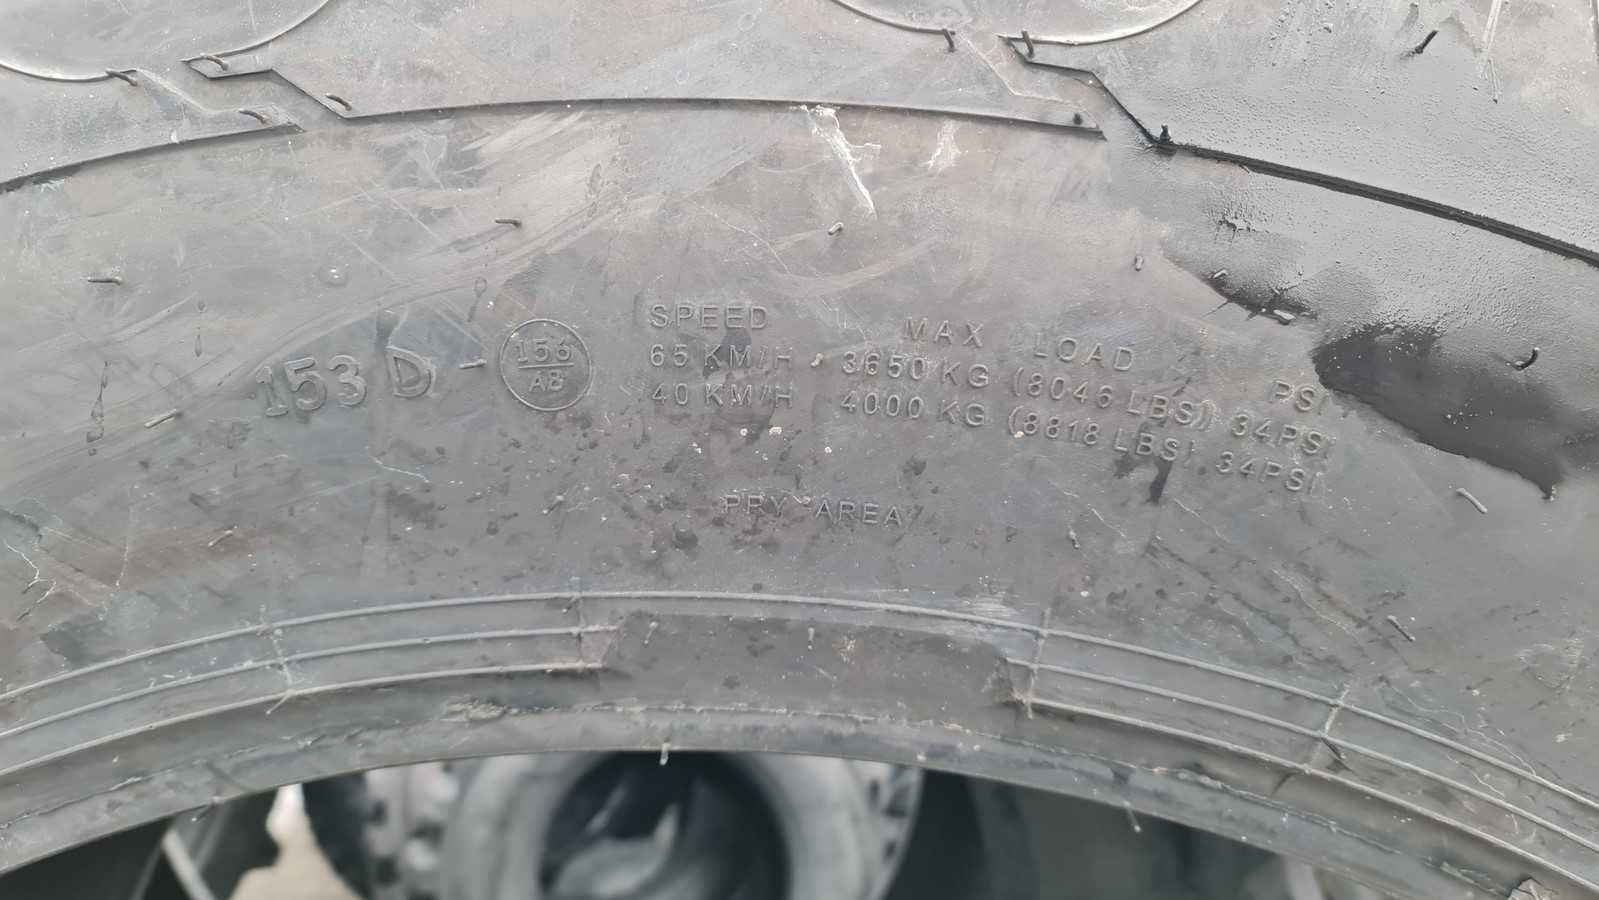 153 D - 156
A8
SPEED MAX LOAD PSI
65 KM/H 3650 KG (8046 LBS) 34PSI
40 KM/H 4000 KG (8818 LBS) 34PSI
PRY AREA